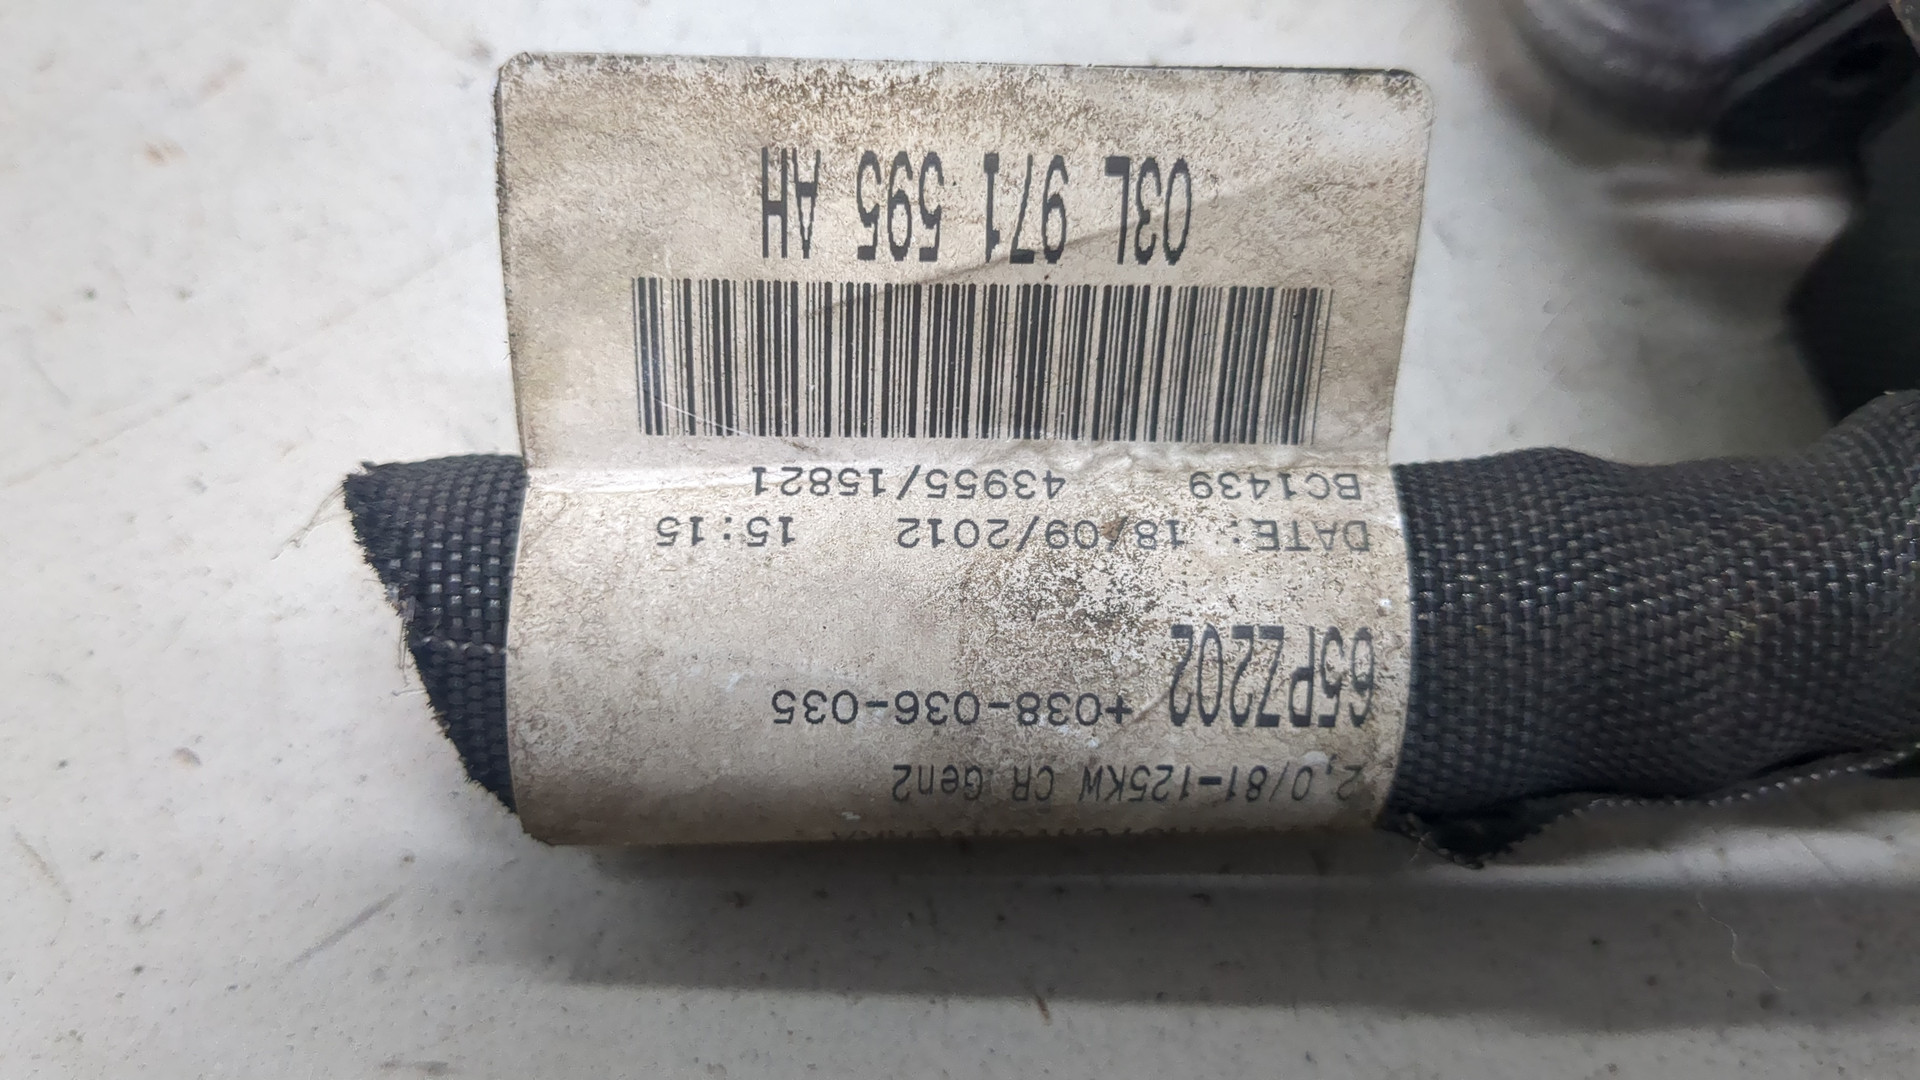 03L 971 595 AH
BC1439 43955/15821
DATE: 18/09/2012 15:15
65PZ202 +038-036-035
2,0/81-125KW CR Gen2